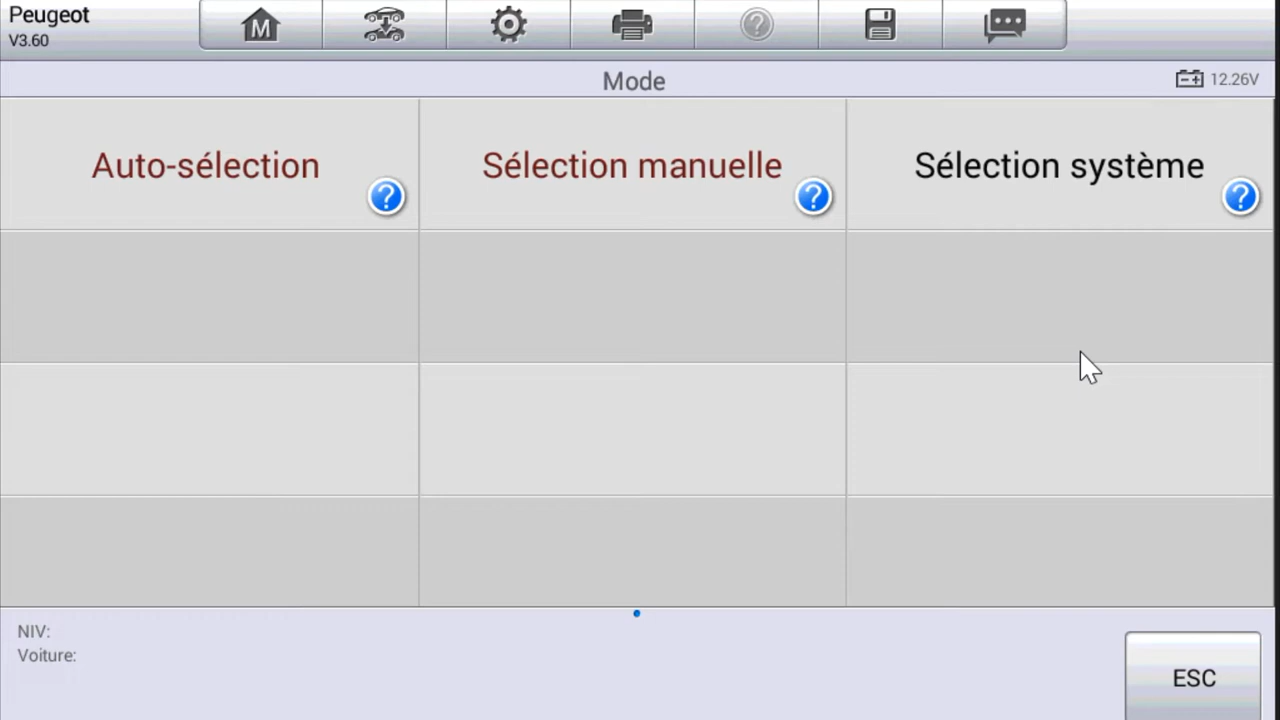 Peugeot
V3.60
M
Mode
12.26V
Auto-sélection
Sélection manuelle
Sélection système
?
?
?
NIV:
Voiture:
ESC